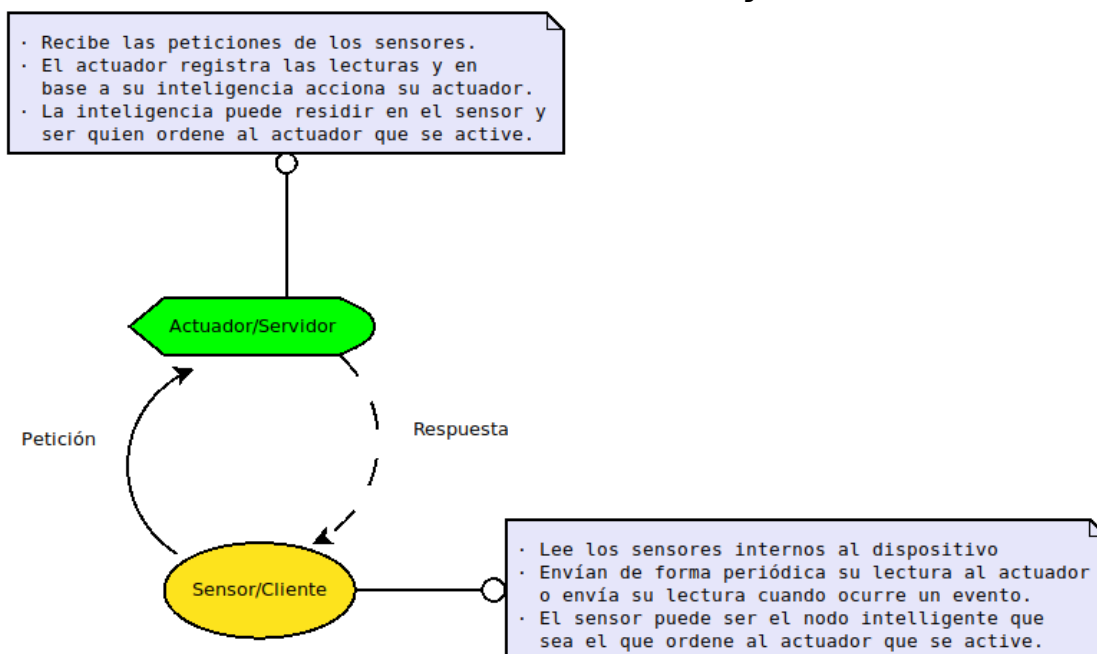 · Recibe las peticiones de los sensores.
· El actuador registra las lecturas y en
base a su inteligencia acciona su actuador.
· La inteligencia puede residir en el sensor y
ser quien ordene al actuador que se active.
Actuador/Servidor
Petición
Respuesta
Sensor/Cliente
· Lee los sensores internos al dispositivo
· Envían de forma periódica su lectura al actuador
o envía su lectura cuando ocurre un evento.
· El sensor puede ser el nodo intelligente que
sea el que ordene al actuador que se active.